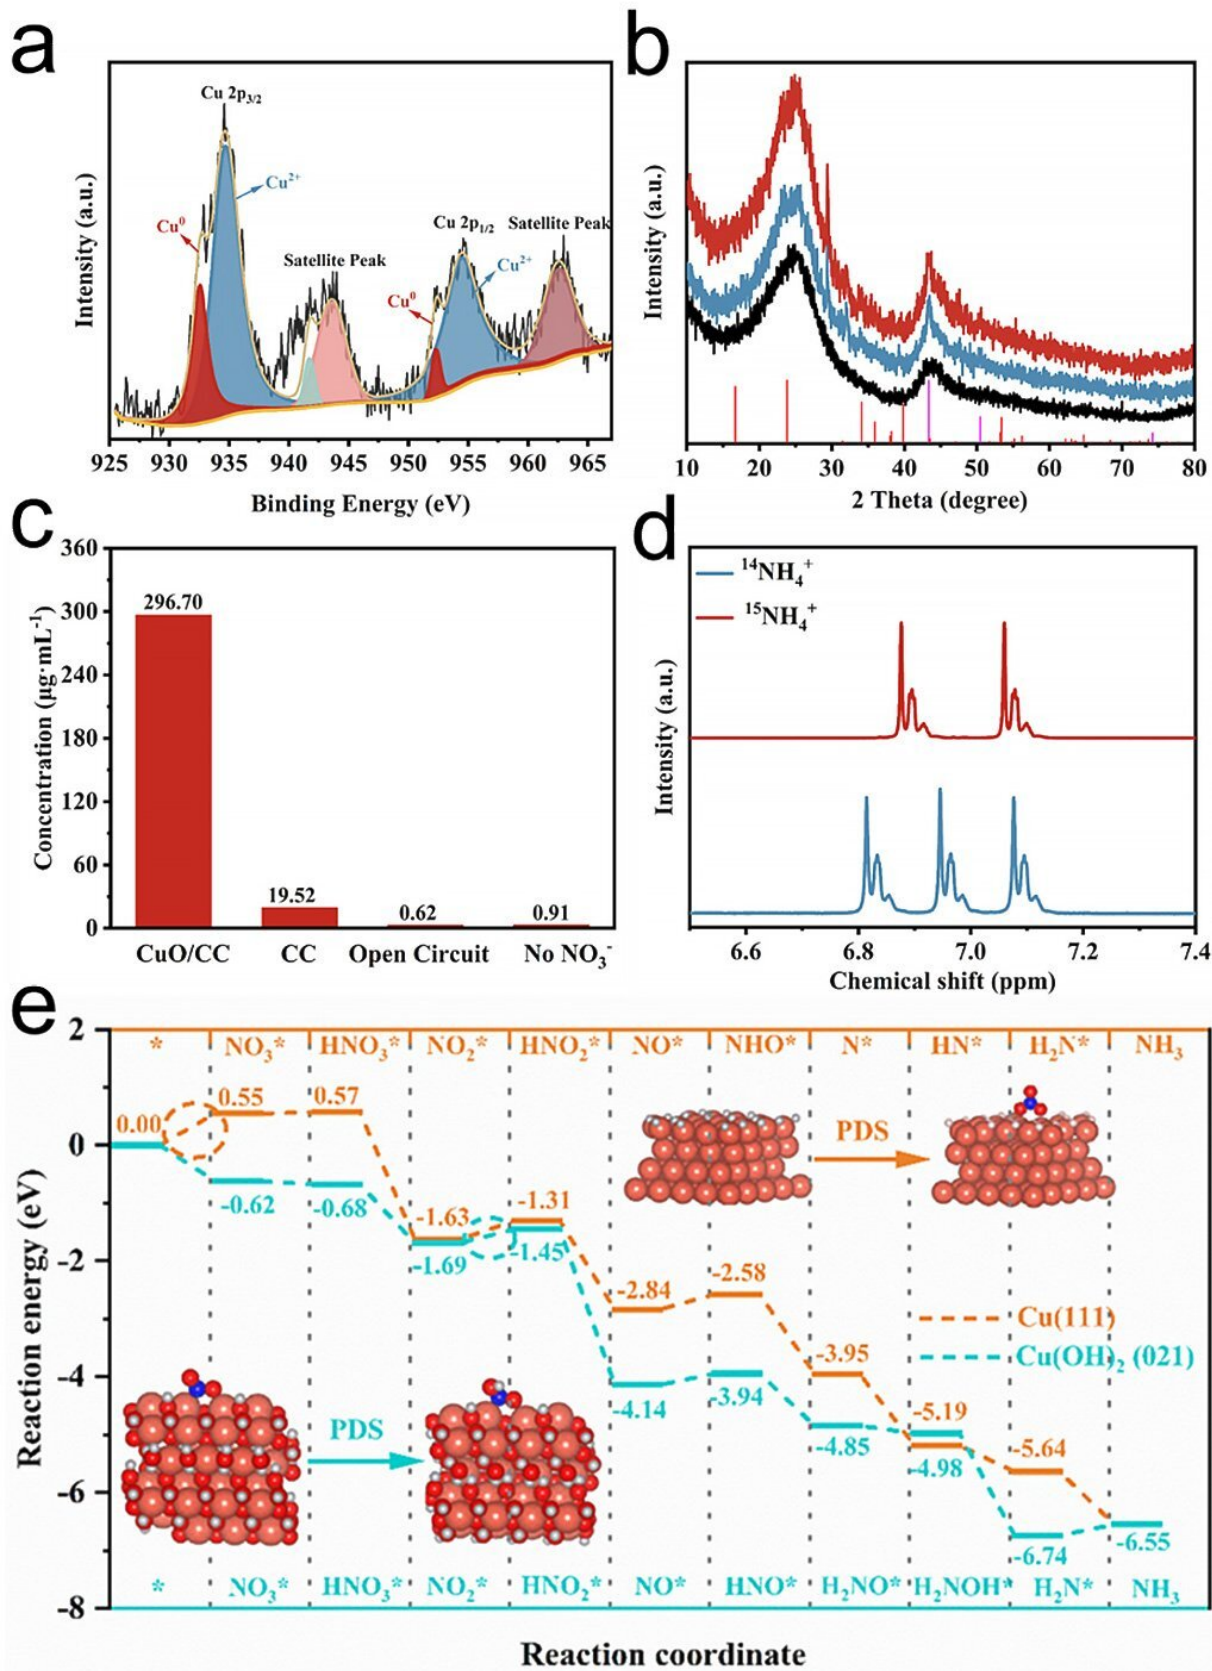 a
Cu 2p3/2
Cu2+
Cu0
Satellite Peak
Cu 2p1/2
Satellite Peak
Cu2+
Cu0
Intensity (a.u.)
925 930 935 940 945 950 955 960 965
Binding Energy (eV)
b
Intensity (a.u.)
10 20 30 40 50 60 70 80
2 Theta (degree)
c
360
300
240
180
120
60
0
Concentration (µg·mL-1)
296.70
19.52
0.62
0.91
CuO/CC CC Open Circuit No NO3-
d
14NH4+
15NH4+
Intensity (a.u.)
6.6 6.8 7.0 7.2 7.4
Chemical shift (ppm)
e
2
0
-2
-4
-6
-8
Reaction energy (eV)
* NO3* HNO3* NO2* HNO2* NO* NHO* N* HN* H2N* NH3
0.00
0.55
0.57
-0.62
-0.68
-1.63
-1.31
-1.69
-1.45
-2.84
-2.58
-4.14
-3.94
-3.95
-4.85
-5.19
-4.98
-5.64
-6.74
-6.55
PDS
Cu(111)
Cu(OH)2 (021)
PDS
* NO3* HNO3* NO2* HNO2* NO* HNO* H2NO* H2NOH* H2N* NH3
Reaction coordinate